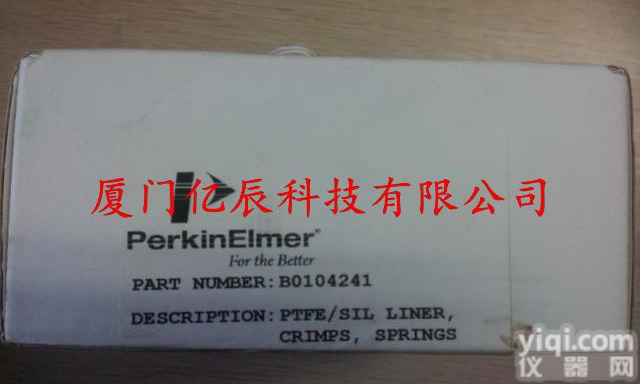 厦门亿辰科技有限公司
PerkinElmer®
For the Better
PART NUMBER: B0104241
DESCRIPTION: PTFE/SIL LINER,
CRIMPS, SPRINGS
yiqi.com
仪器网